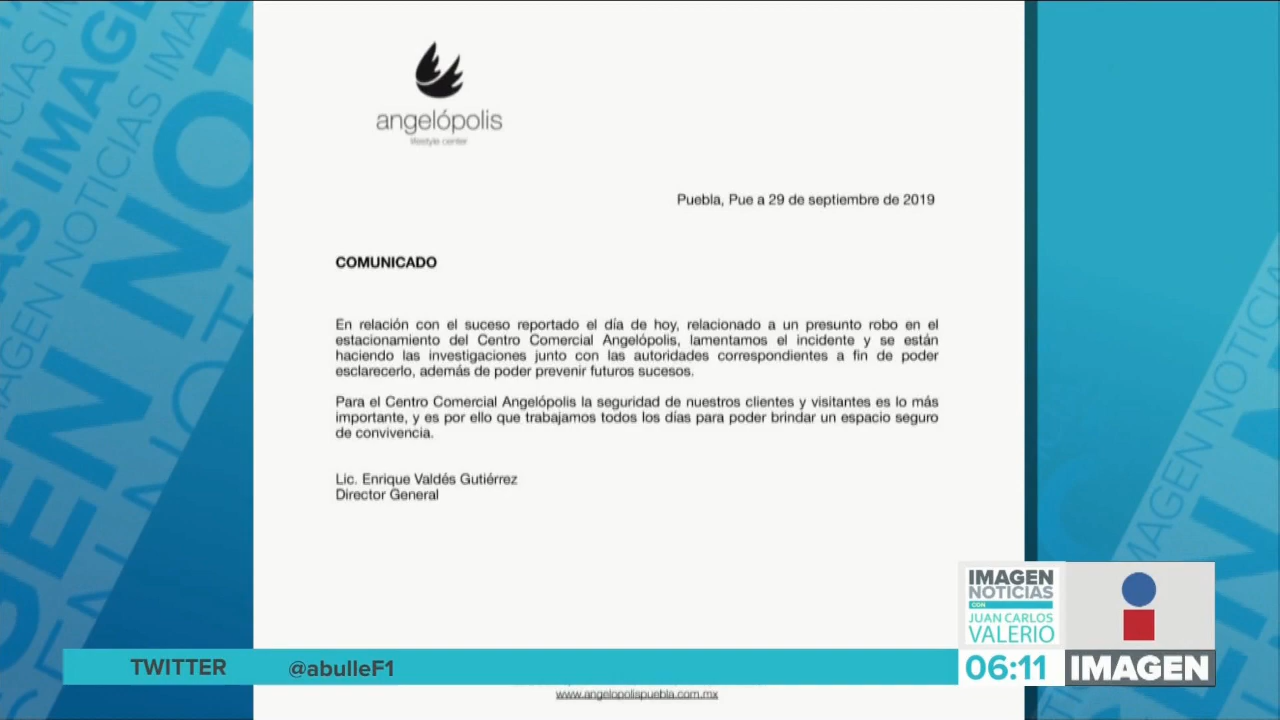 angelópolis
lifestyle center
Puebla, Pue a 29 de septiembre de 2019
COMUNICADO
En relación con el suceso reportado el día de hoy, relacionado a un presunto robo en el
estacionamiento del Centro Comercial Angelópolis, lamentamos el incidente y se están
haciendo las investigaciones junto con las autoridades correspondientes a fin de poder
esclarecerlo, además de poder prevenir futuros sucesos.
Para el Centro Comercial Angelópolis la seguridad de nuestros clientes y visitantes es lo más
importante, y es por ello que trabajamos todos los días para poder brindar un espacio seguro
de convivencia.
Lic. Enrique Valdés Gutiérrez
Director General
IMAGEN
NOTICIAS
CON
JUAN CARLOS
VALERIO
TWITTER @abulleF1
06:11 IMAGEN
www.angelopolispuebla.com.mx